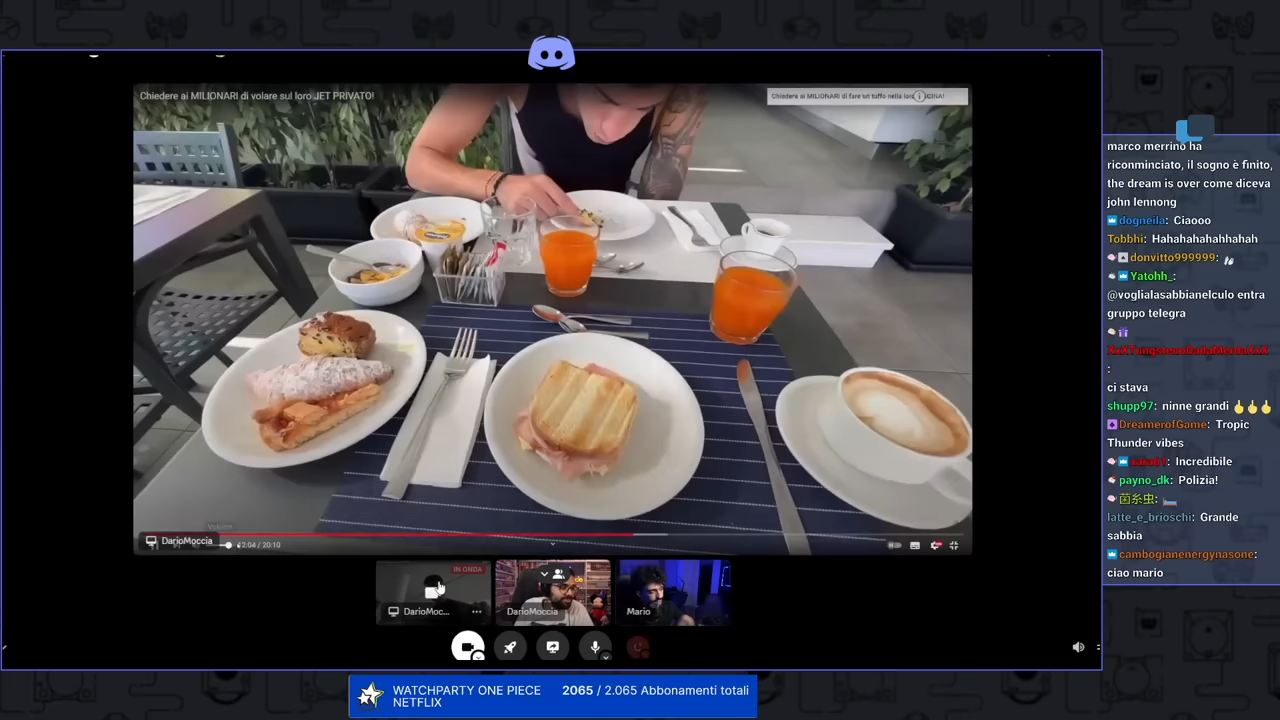 Chiedere ai MILIONARI di volare sul loro JET PRIVATO!
Chiedere ai MILIONARI di fare un tuffo nella loro
marco merrino ha
riconminciato, il sogno è finito,
the dream is over come diceva
john lennong
dogneila: Ciaooo
Tobbhi: Hahahahahahhahah
donvitto999999:
Yatohh_:
@voglialasabbianelculo entra
gruppo telegra
:
ci stava
shupp97: ninne grandi
DreamerofGame: Tropic
Thunder vibes
: Incredibile
payno_dk: Polizia!
latte_e_brioschi: Grande
sabbia
cambogianenergynasone:
ciao mario
DarioMoccia
/ 20:10
IN ONDA
DarioMoc...
DarioMoccia
Mario
WATCHPARTY ONE PIECE
NETFLIX
2065 / 2.065 Abbonamenti totali